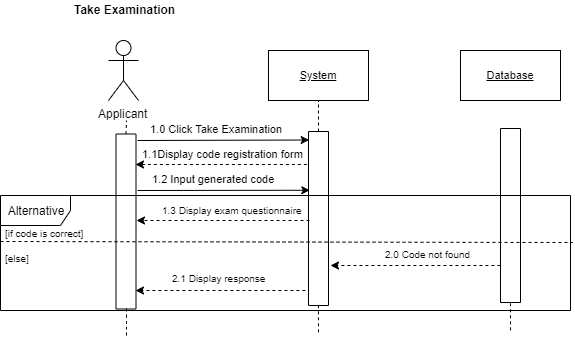 Take Examination
System
Database
Applicant
1.0 Click Take Examination
1.1Display code registration form
1.2 Input generated code
Alternative
1.3 Display exam questionnaire
[if code is correct]
2.0 Code not found
[else]
2.1 Display response